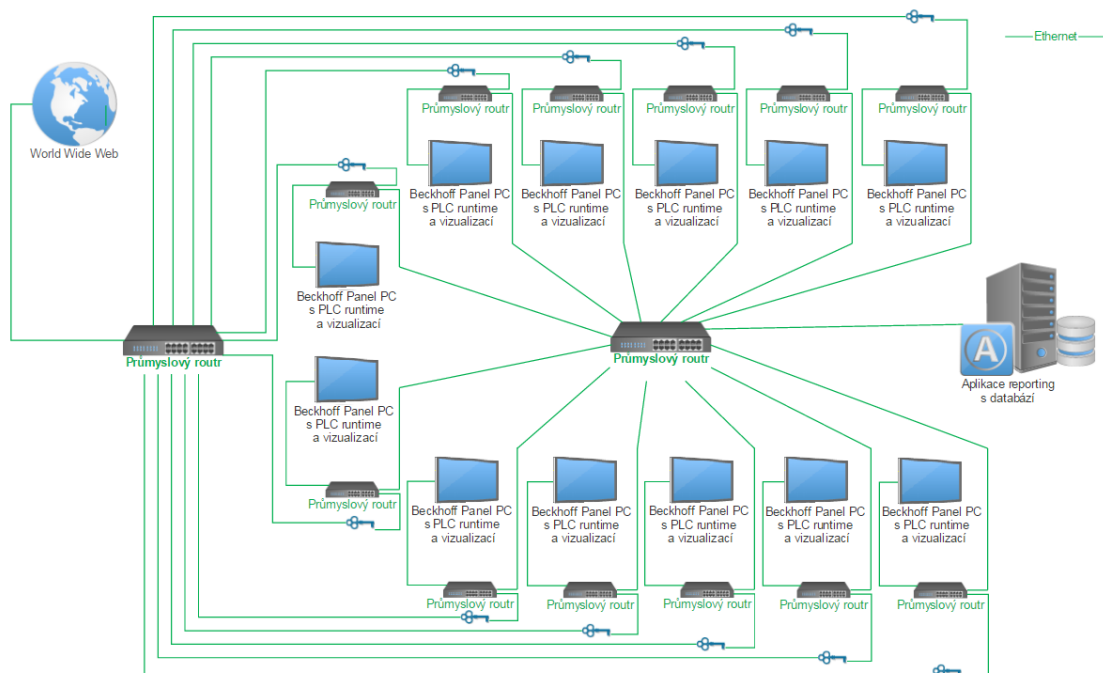 Ethernet
World Wide Web
Průmyslový routr
Průmyslový routr
Průmyslový routr
Průmyslový routr
Průmyslový routr
Beckhoff Panel PC
s PLC runtime
a vizualizací
Beckhoff Panel PC
s PLC runtime
a vizualizací
Beckhoff Panel PC
s PLC runtime
a vizualizací
Beckhoff Panel PC
s PLC runtime
a vizualizací
Beckhoff Panel PC
s PLC runtime
a vizualizací
Průmyslový routr
Beckhoff Panel PC
s PLC runtime
a vizualizací
Průmyslový routr
Průmyslový routr
A
Aplikace reporting
s databází
Beckhoff Panel PC
s PLC runtime
a vizualizací
Průmyslový routr
Beckhoff Panel PC
s PLC runtime
a vizualizací
Beckhoff Panel PC
s PLC runtime
a vizualizací
Beckhoff Panel PC
s PLC runtime
a vizualizací
Beckhoff Panel PC
s PLC runtime
a vizualizací
Beckhoff Panel PC
s PLC runtime
a vizualizací
Průmyslový routr
Průmyslový routr
Průmyslový routr
Průmyslový routr
Průmyslový routr